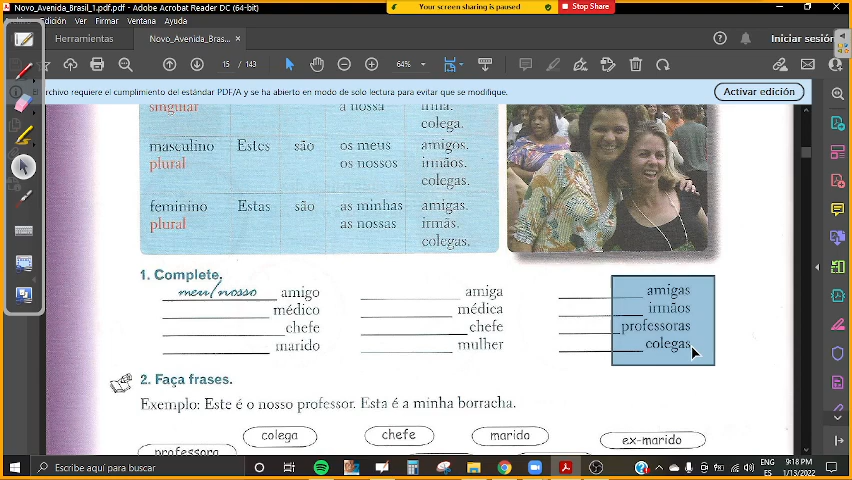 Novo_Avenida_Brasil_1.pdf.pdf - Adobe Acrobat Reader DC (64-bit)
Your screen sharing is paused
Stop Share
Edición Ver Firmar Ventana Ayuda
Herramientas
Novo_Avenida_Bras...
Iniciar sesión
15 / 143
64%
archivo requiere el cumplimiento del estándar PDF/A y se ha abierto en modo de solo lectura para evitar que se modifique.
Activar edición
singular a nossa irmã.
colega.
masculino Estes são os meus amigos.
plural os nossos irmãos.
colegas.
feminino Estas são as minhas amigas.
plural as nossas irmãs.
colegas.
1. Complete.
meu/nosso amigo amiga amigas
médico médica irmãos
chefe chefe professoras
marido mulher colegas
2. Faça frases.
Exemplo: Este é o nosso professor. Esta é a minha borracha.
colega chefe marida ex-marido
professora
Escribe aquí para buscar
ENG
ES
9:18 PM
1/13/2022